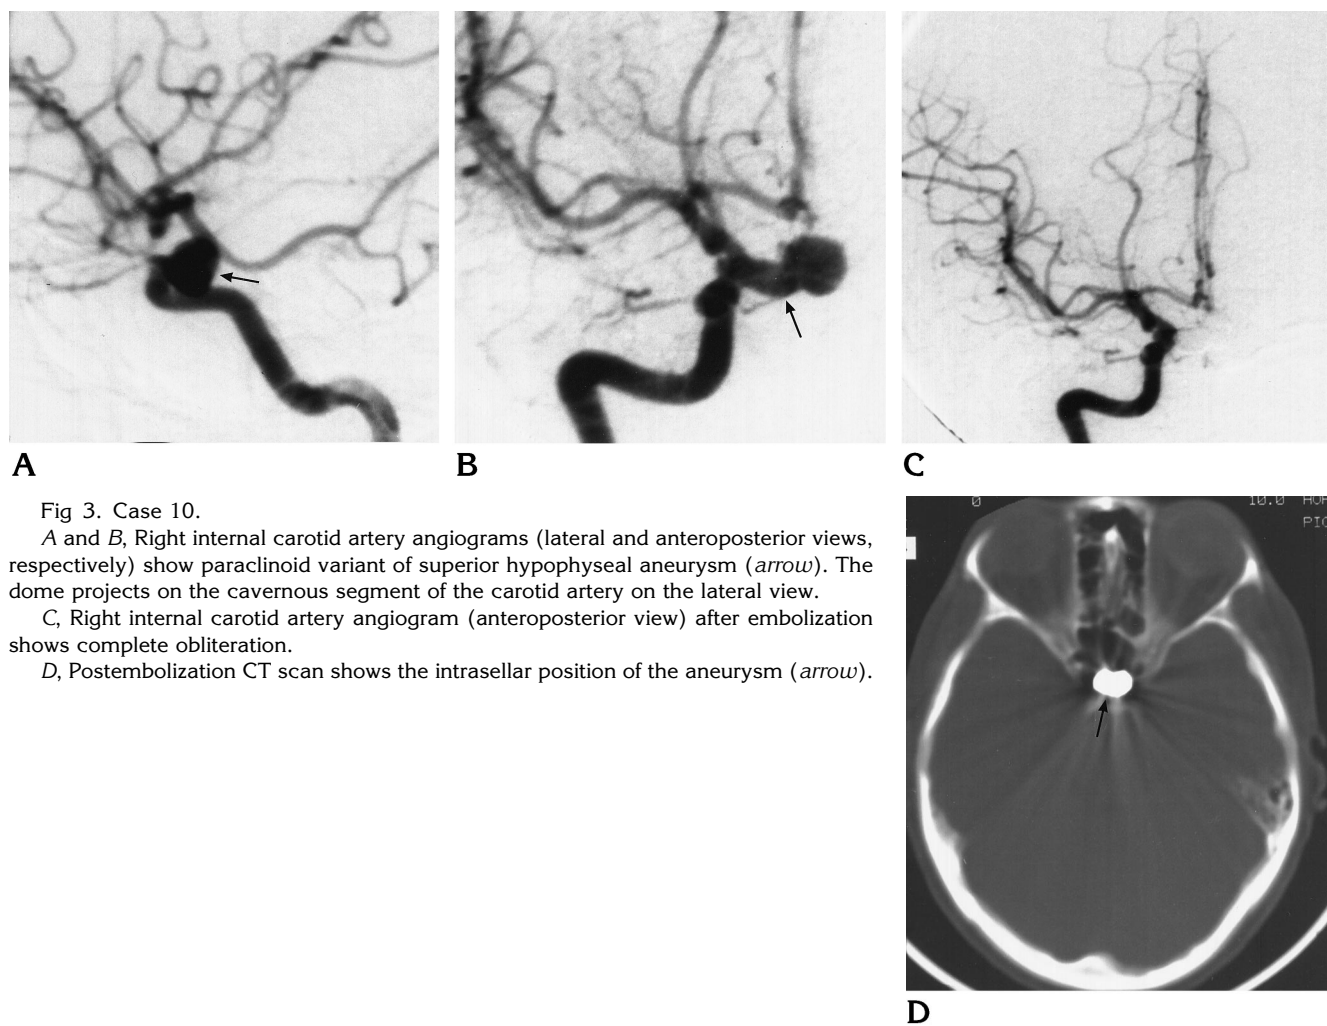 A
B
C
Fig 3. Case 10.
A and B, Right internal carotid artery angiograms (lateral and anteroposterior views,
respectively) show paraclinoid variant of superior hypophyseal aneurysm (arrow). The
dome projects on the cavernous segment of the carotid artery on the lateral view.
C, Right internal carotid artery angiogram (anteroposterior view) after embolization
shows complete obliteration.
D, Postembolization CT scan shows the intrasellar position of the aneurysm (arrow).
0
10.0
D